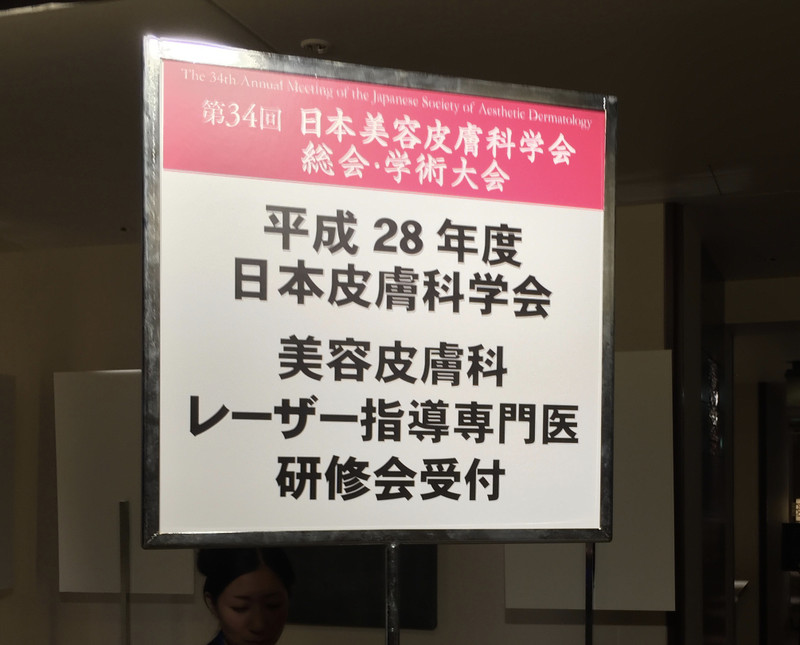 The 34th Annual Meeting of the Japanese Society of Aesthetic Dermatology
第34回 日本美容皮膚科学会
総会・学術大会
平成 28 年度
日本皮膚科学会
美容皮膚科
レーザー指導専門医
研修会受付